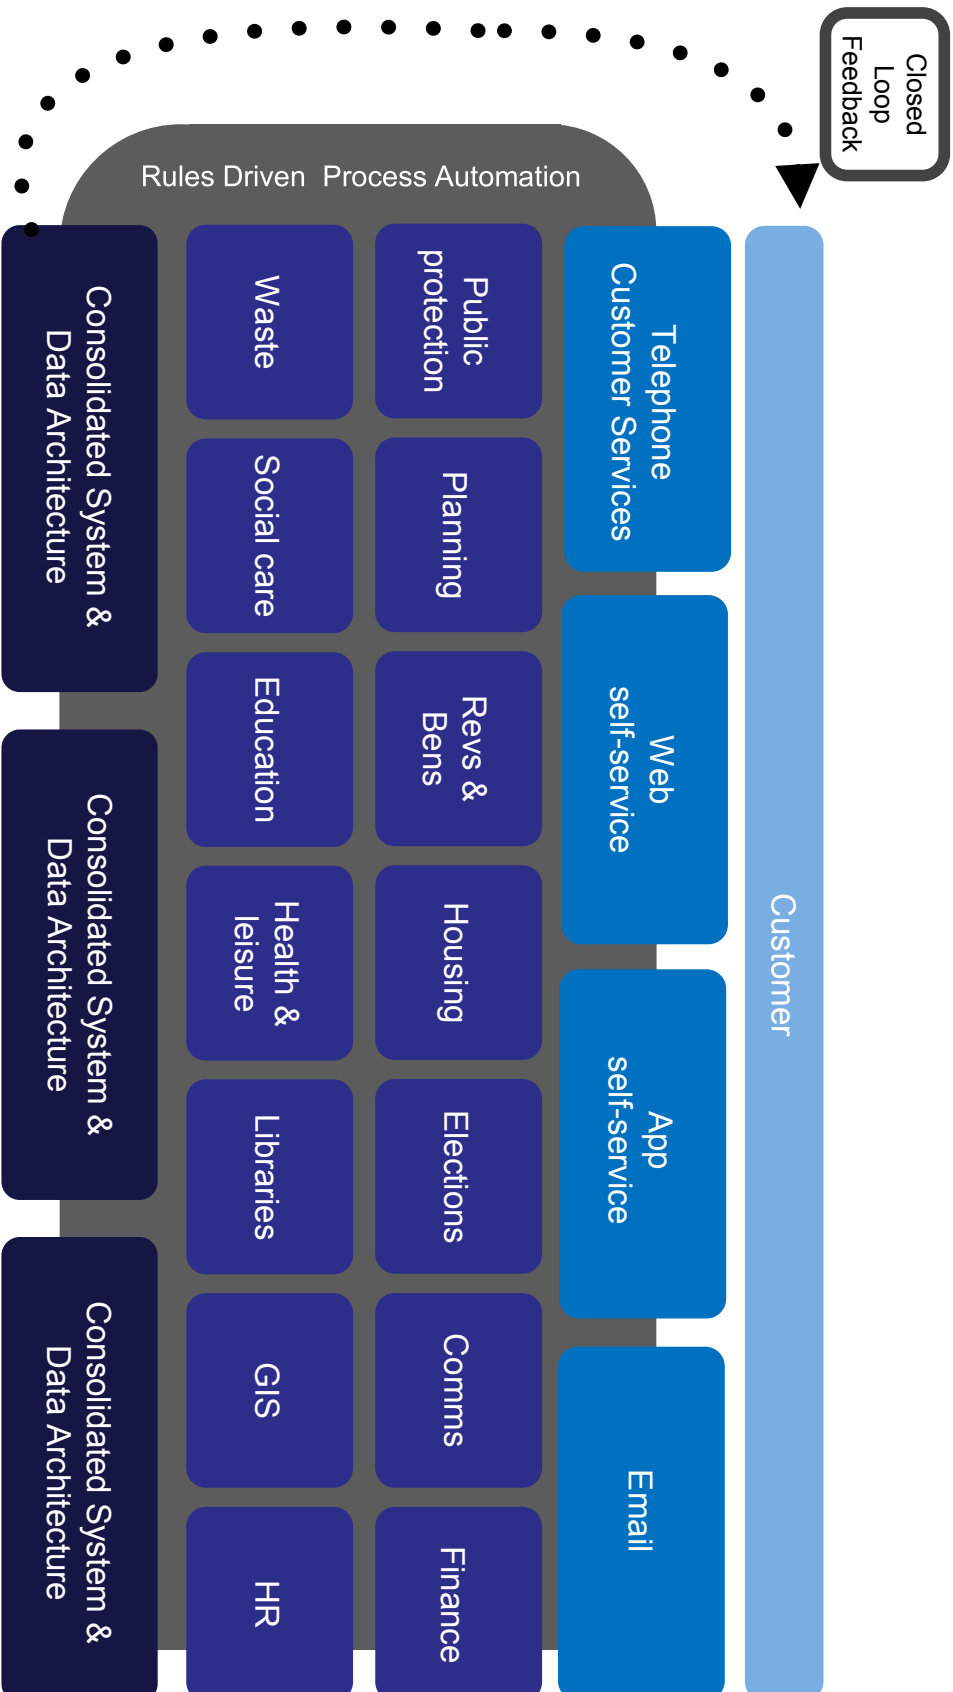 Closed
Loop
Feedback
Rules Driven  Process Automation
Customer
Telephone
Customer Services
Web
self-service
App
self-service
Email
Public
protection
Planning
Revs &
Bens
Housing
Elections
Comms
Finance
Waste
Social care
Education
Health &
leisure
Libraries
GIS
HR
Consolidated System &
Data Architecture
Consolidated System &
Data Architecture
Consolidated System &
Data Architecture